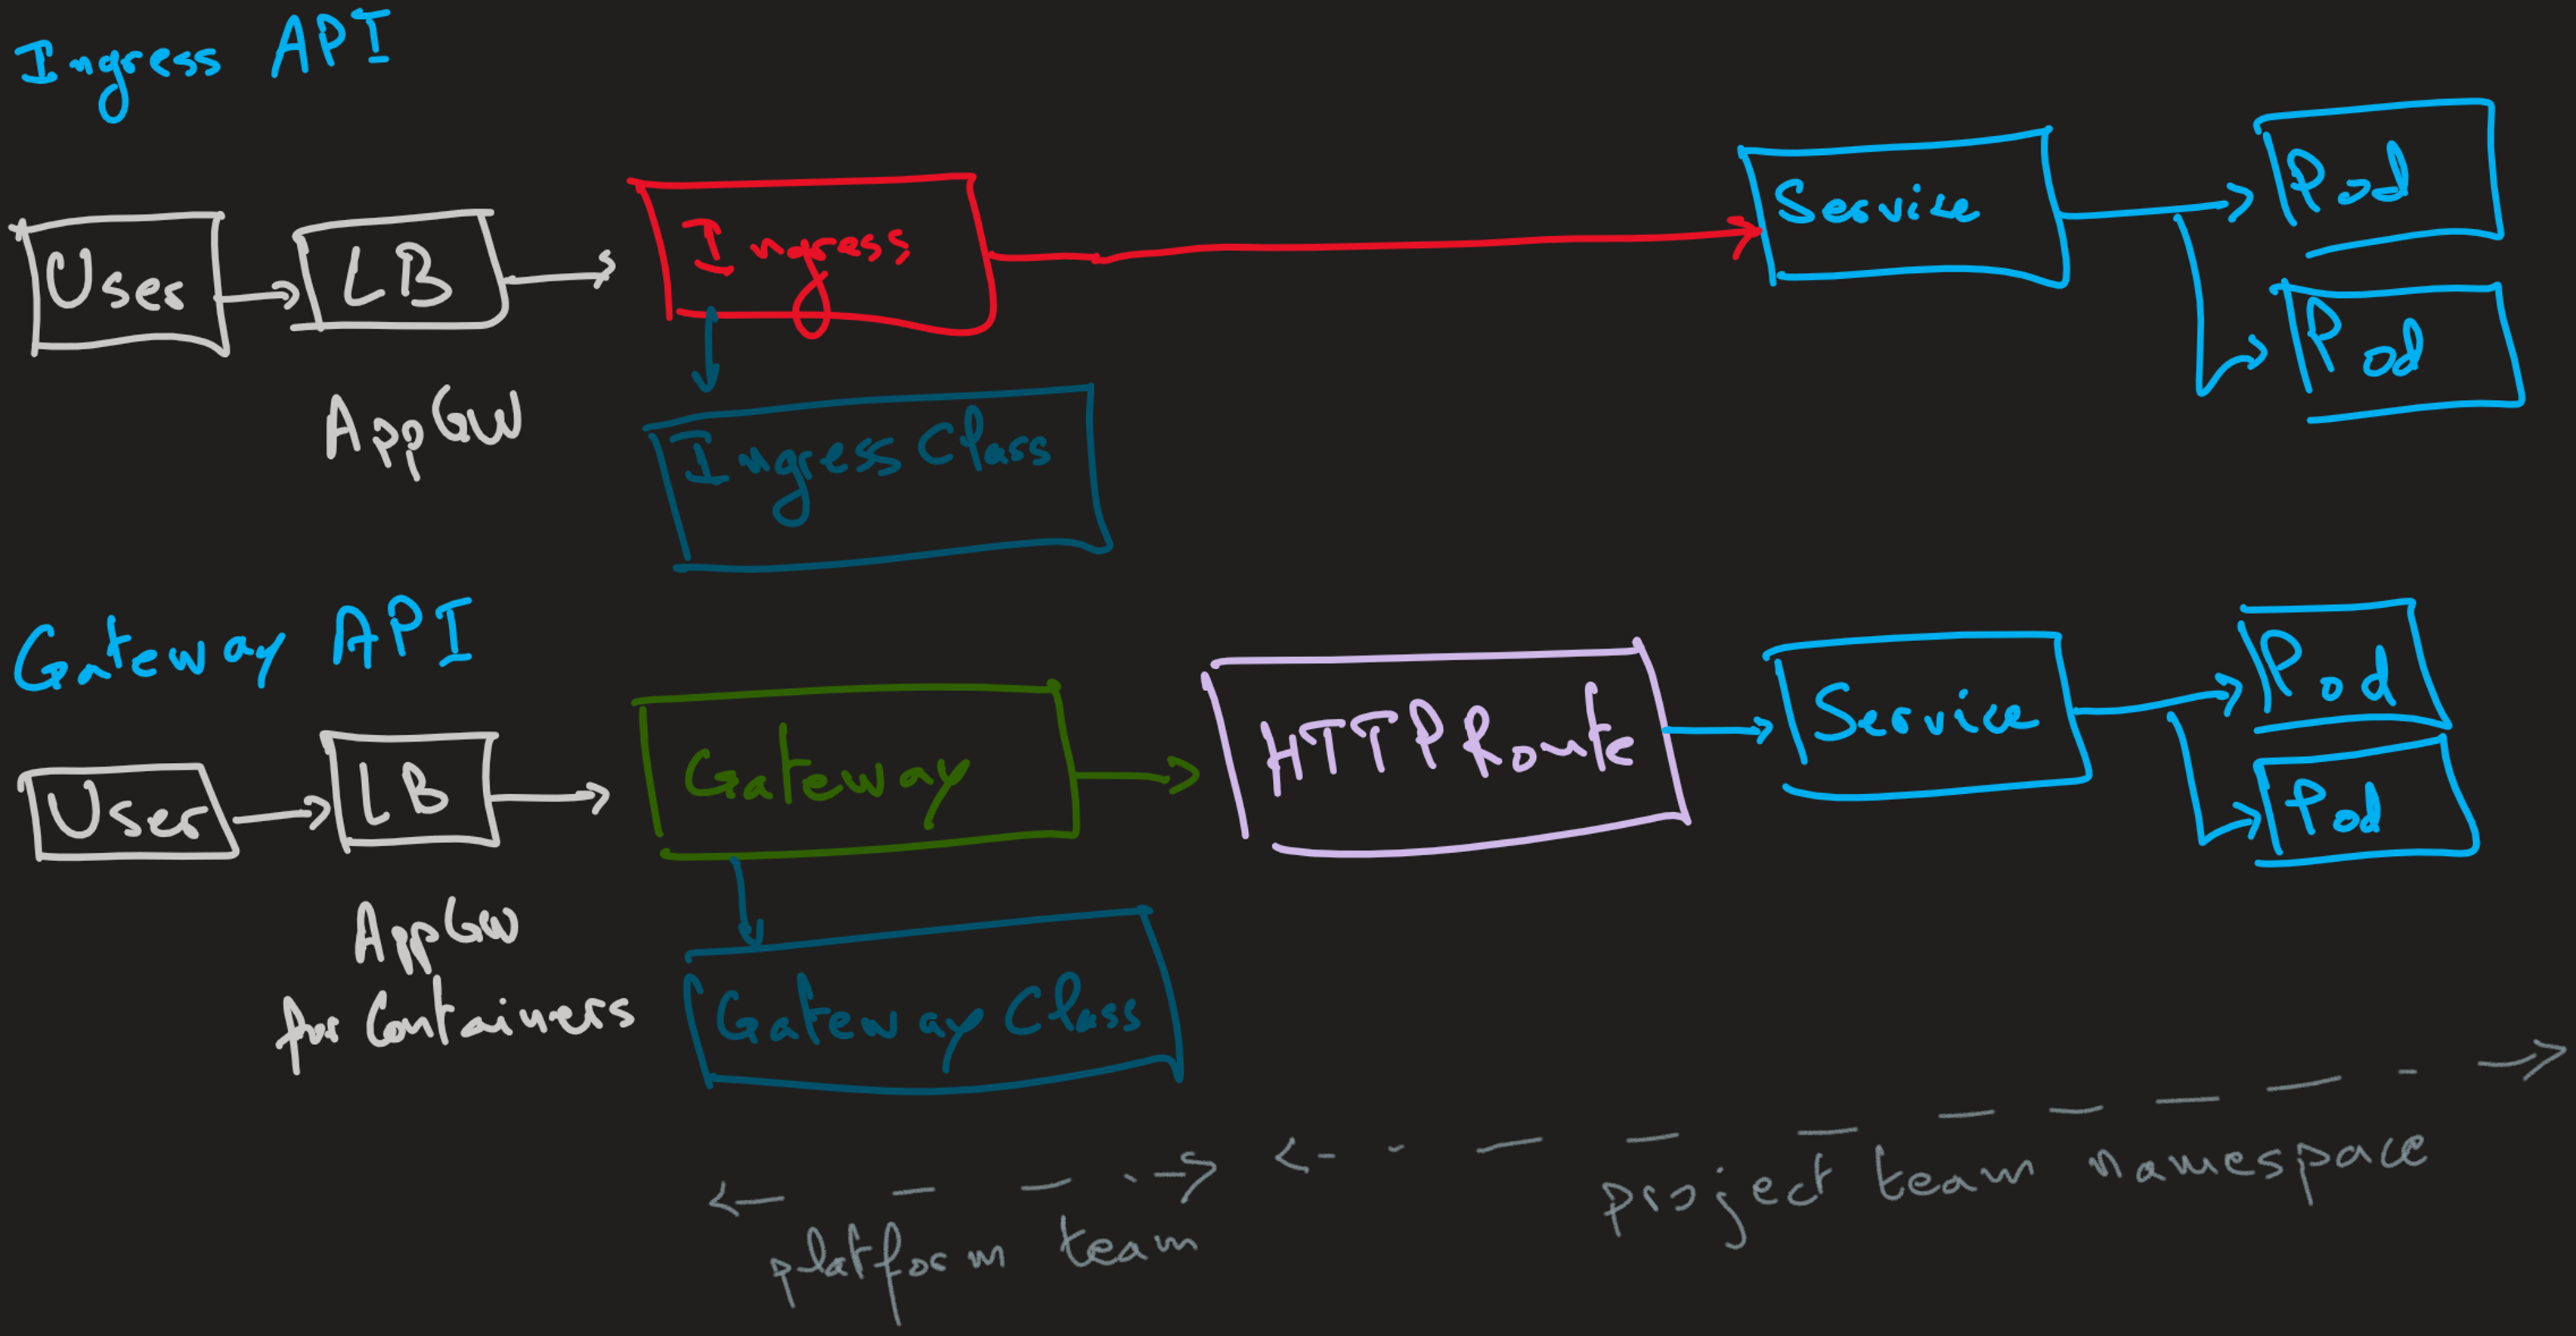 Ingress API
User
LB
Ingress
Service
Pod
Pod
AppGW
Ingress Class
Gateway API
User
LB
Gateway
HTTPRoute
Service
Pod
Pod
AppGW
for Containers
Gateway Class
platform team
project team namespace